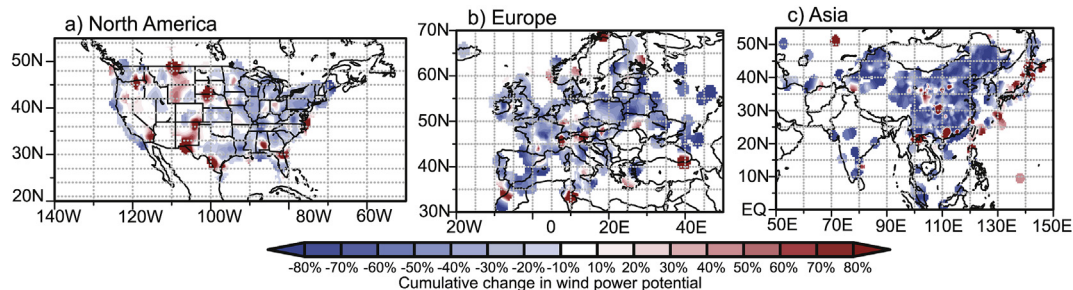 a) North America
b) Europe
c) Asia
50N
40N
30N
20N
140W 120W 100W 80W 60W
70N
60N
50N
40N
30N
20W 0 20E 40E
50N
40N
30N
20N
10N
EQ
50E 70E 90E 110E 130E 150E
-80% -70% -60% -50% -40% -30% -20% -10% 10% 20% 30% 40% 50% 60% 70% 80%
Cumulative change in wind power potential